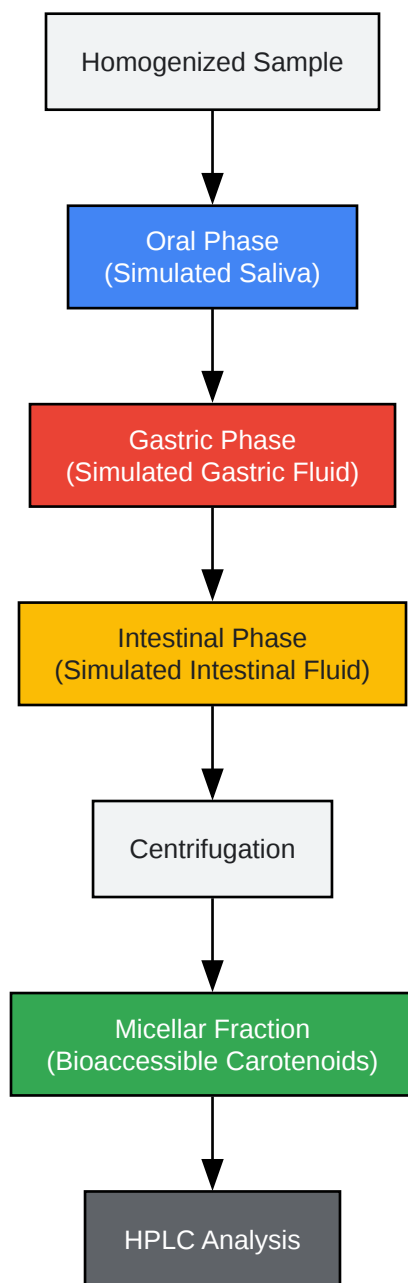 Homogenized Sample
Oral Phase
(Simulated Saliva)
Gastric Phase
(Simulated Gastric Fluid)
Intestinal Phase
(Simulated Intestinal Fluid)
Centrifugation
Micellar Fraction
(Bioaccessible Carotenoids)
HPLC Analysis